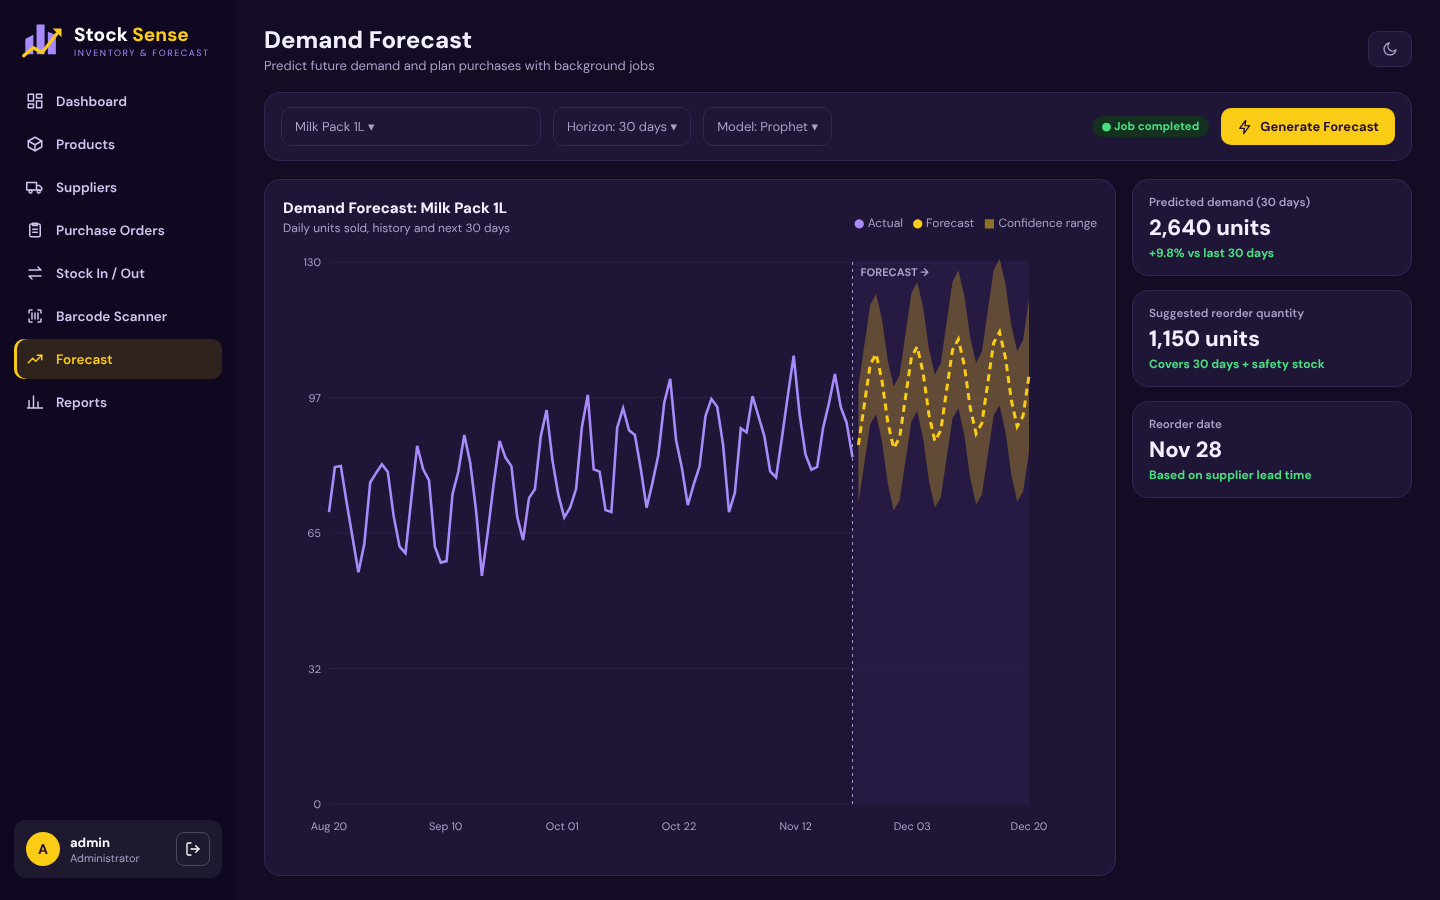 Stock Sense
INVENTORY & FORECAST
Dashboard
Products
Suppliers
Purchase Orders
Stock In / Out
Barcode Scanner
Forecast
Reports
A
admin
Administrator
Demand Forecast
Predict future demand and plan purchases with background jobs
Milk Pack 1L ▾
Horizon: 30 days ▾
Model: Prophet ▾
Job completed
Generate Forecast
Demand Forecast: Milk Pack 1L
Daily units sold, history and next 30 days
Actual
Forecast
Confidence range
130
97
65
32
0
FORECAST →
Aug 20
Sep 10
Oct 01
Oct 22
Nov 12
Dec 03
Dec 20
Predicted demand (30 days)
2,640 units
+9.8% vs last 30 days
Suggested reorder quantity
1,150 units
Covers 30 days + safety stock
Reorder date
Nov 28
Based on supplier lead time